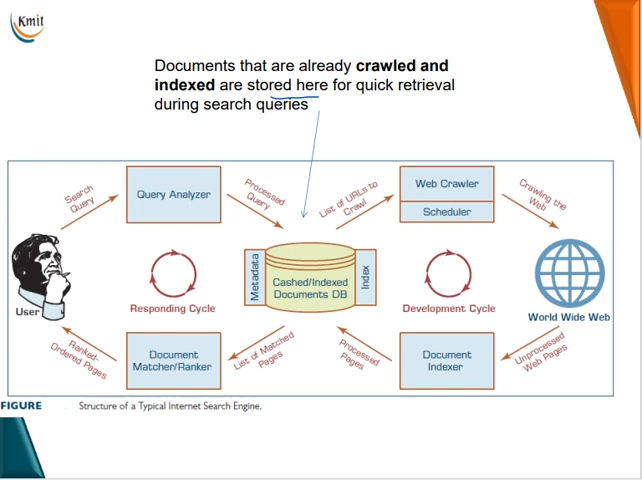 Kmit
Documents that are already crawled and
indexed are stored here for quick retrieval
during search queries
Search
Query
Query Analyzer
Processed
Query
List of URLs to
Crawl
Web Crawler
Scheduler
Crawling the
Web
User
Responding Cycle
Metadata
Cashed/Indexed
Documents DB
Index
Development Cycle
World Wide Web
Ranked-
Ordered Pages
Document
Matcher/Ranker
List of Matched
Pages
Processed
Pages
Document
Indexer
Unprocessed
Web Pages
FIGURE Structure of a Typical Internet Search Engine.